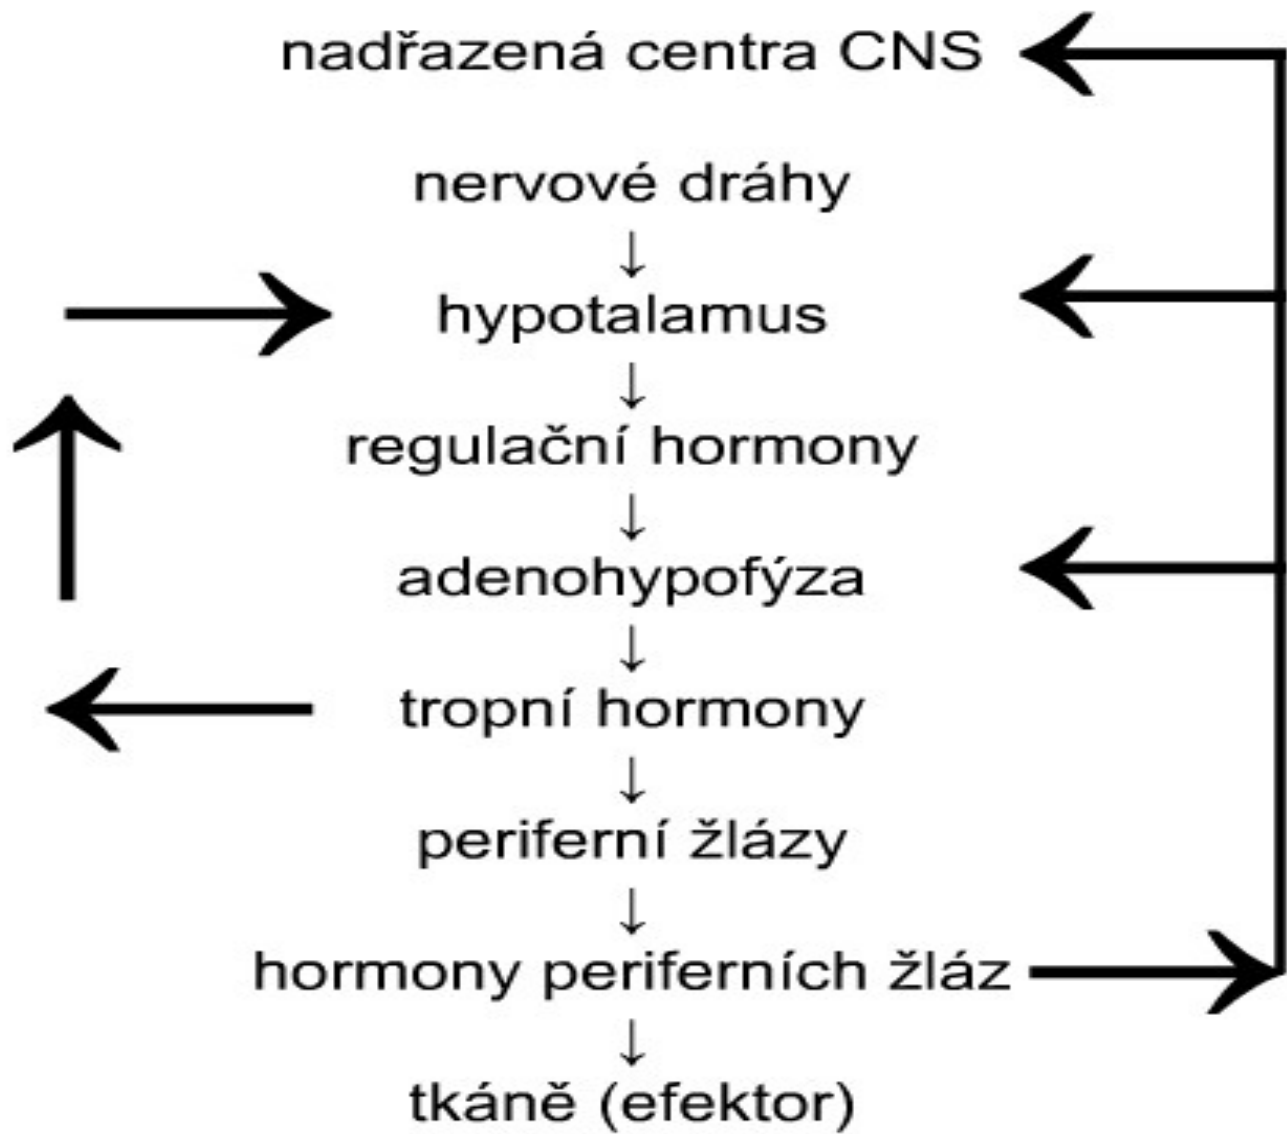 nadřazená centra CNS
nervové dráhy
↓
hypotalamus
↓
regulační hormony
↓
adenohypofýza
↓
tropní hormony
↓
periferní žlázy
↓
hormony periferních žláz
↓
tkáně (efektor)